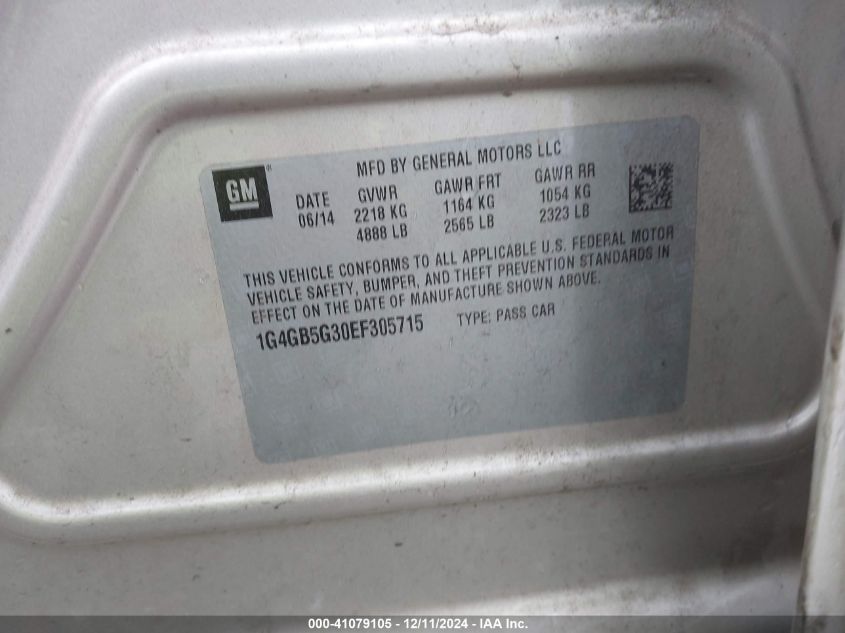 MFD BY GENERAL MOTORS LLC
GM®
DATE GVWR GAWR FRT GAWR RR
06/14 2218 KG 1164 KG 1054 KG
4888 LB 2565 LB 2323 LB
THIS VEHICLE CONFORMS TO ALL APPLICABLE U.S. FEDERAL MOTOR
VEHICLE SAFETY, BUMPER, AND THEFT PREVENTION STANDARDS IN
EFFECT ON THE DATE OF MANUFACTURE SHOWN ABOVE.
1G4GB5G30EF305715 TYPE: PASS CAR
000-41079105 - 12/11/2024 - IAA Inc.